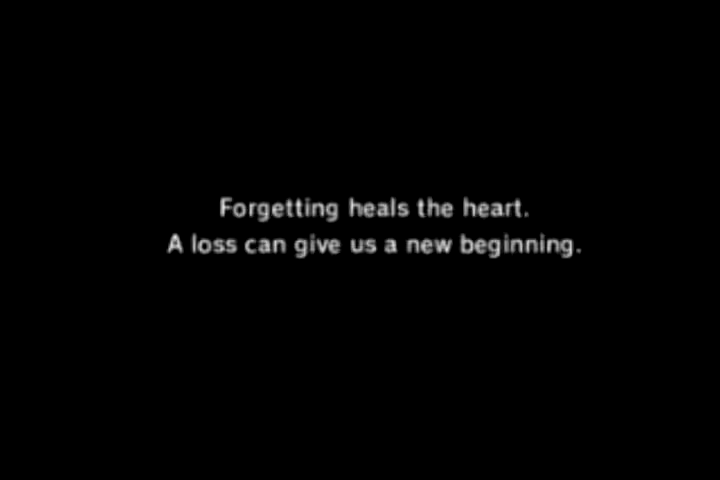 Forgetting heals the heart.
A loss can give us a new beginning.